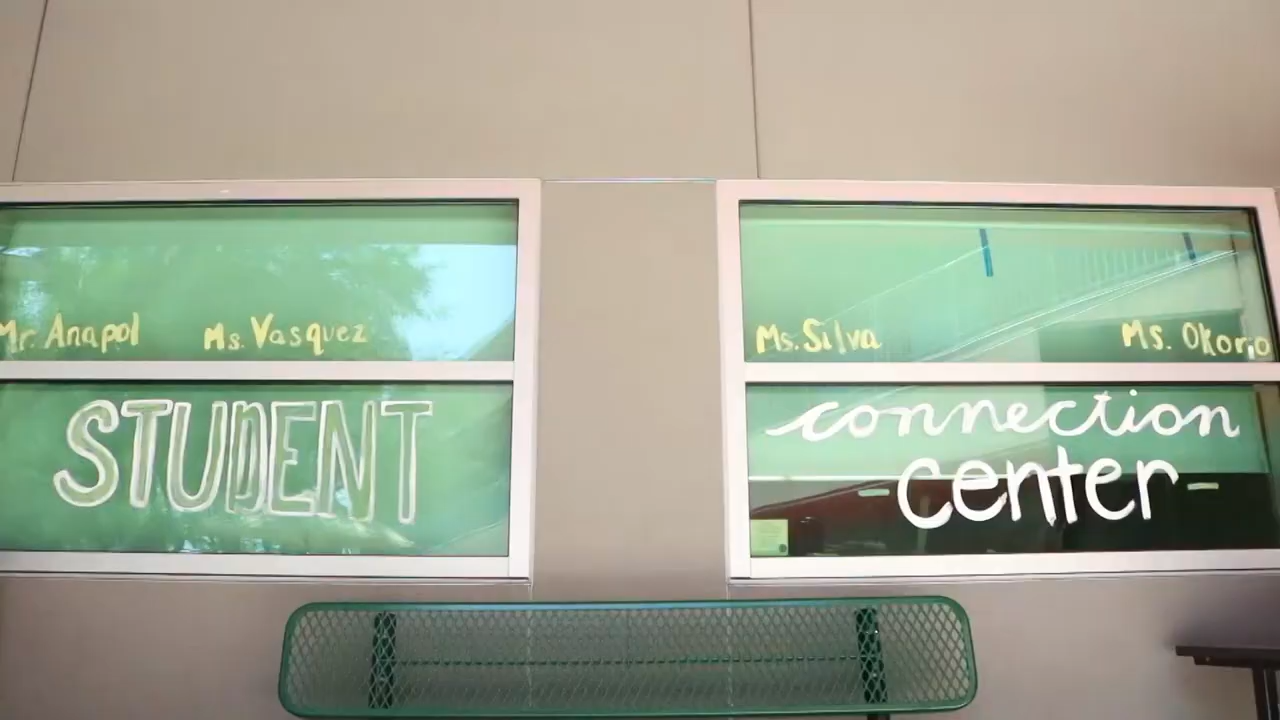 Mr. Anapol
Ms. Vasquez
Ms. Silva
Ms. Okorio
STUDENT
connection
center